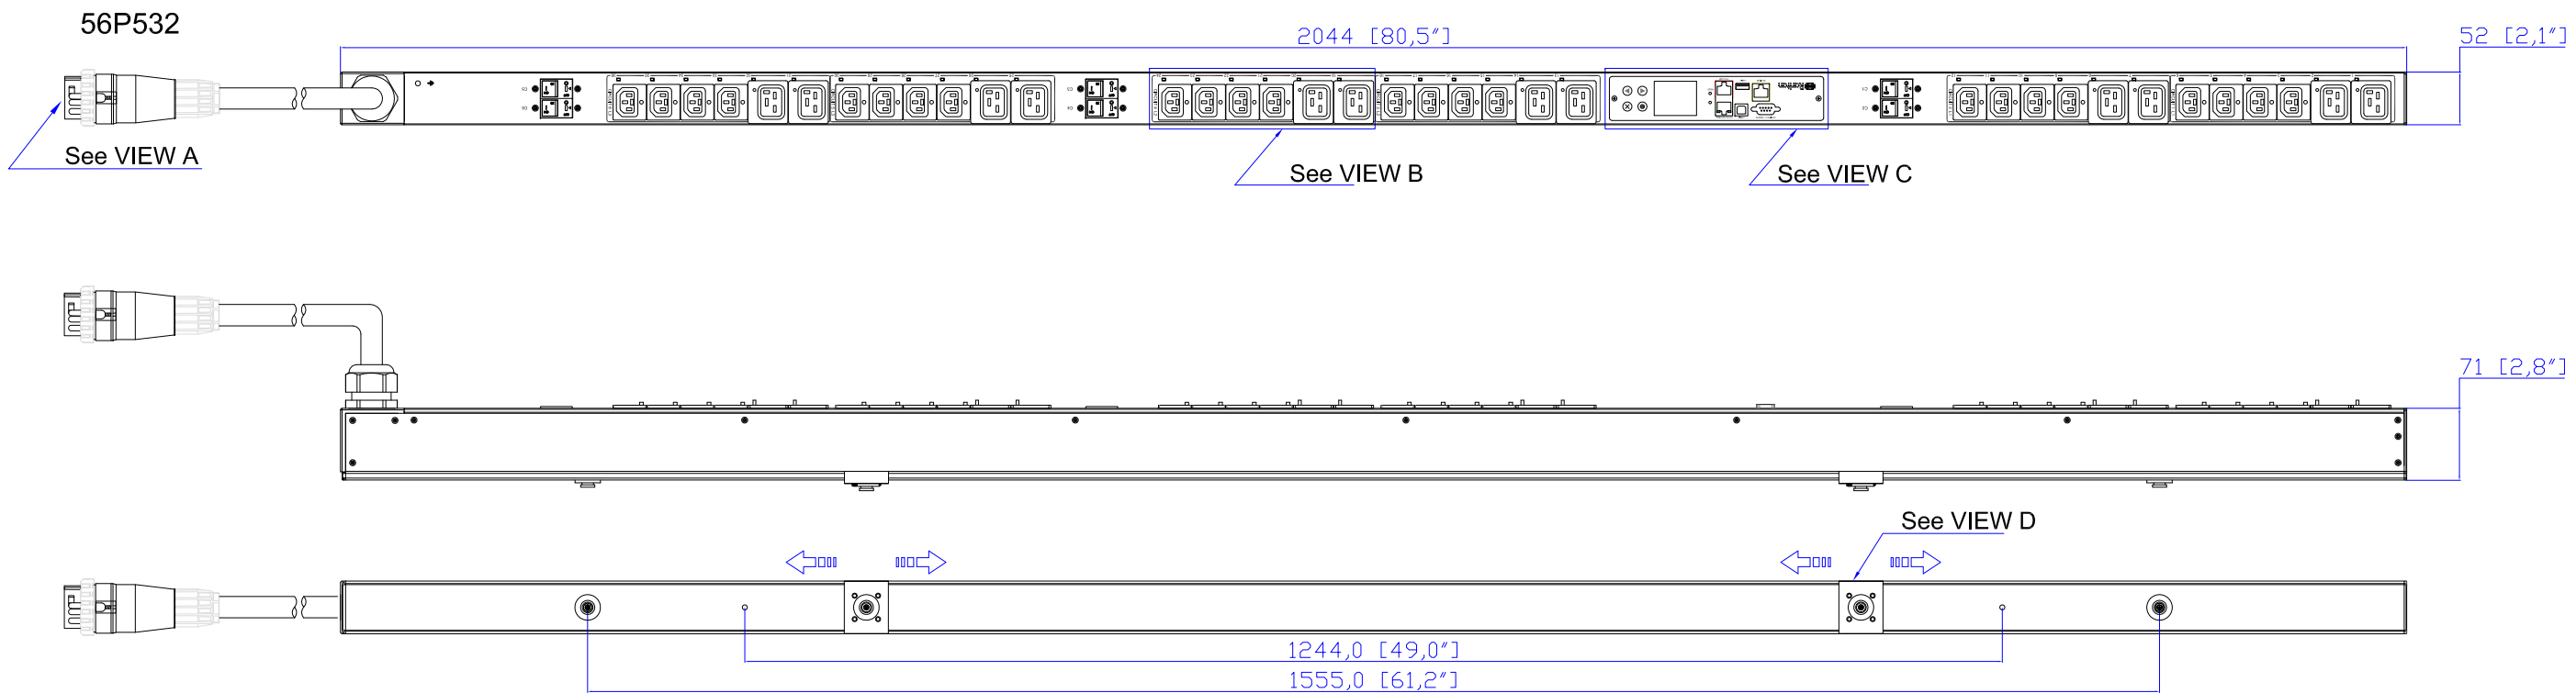 56P532
2044 [80,5"]
52 [2,1"]
See VIEW A
See VIEW B
See VIEW C
71 [2,8"]
See VIEW D
1244,0 [49,0"]
1555,0 [61,2"]